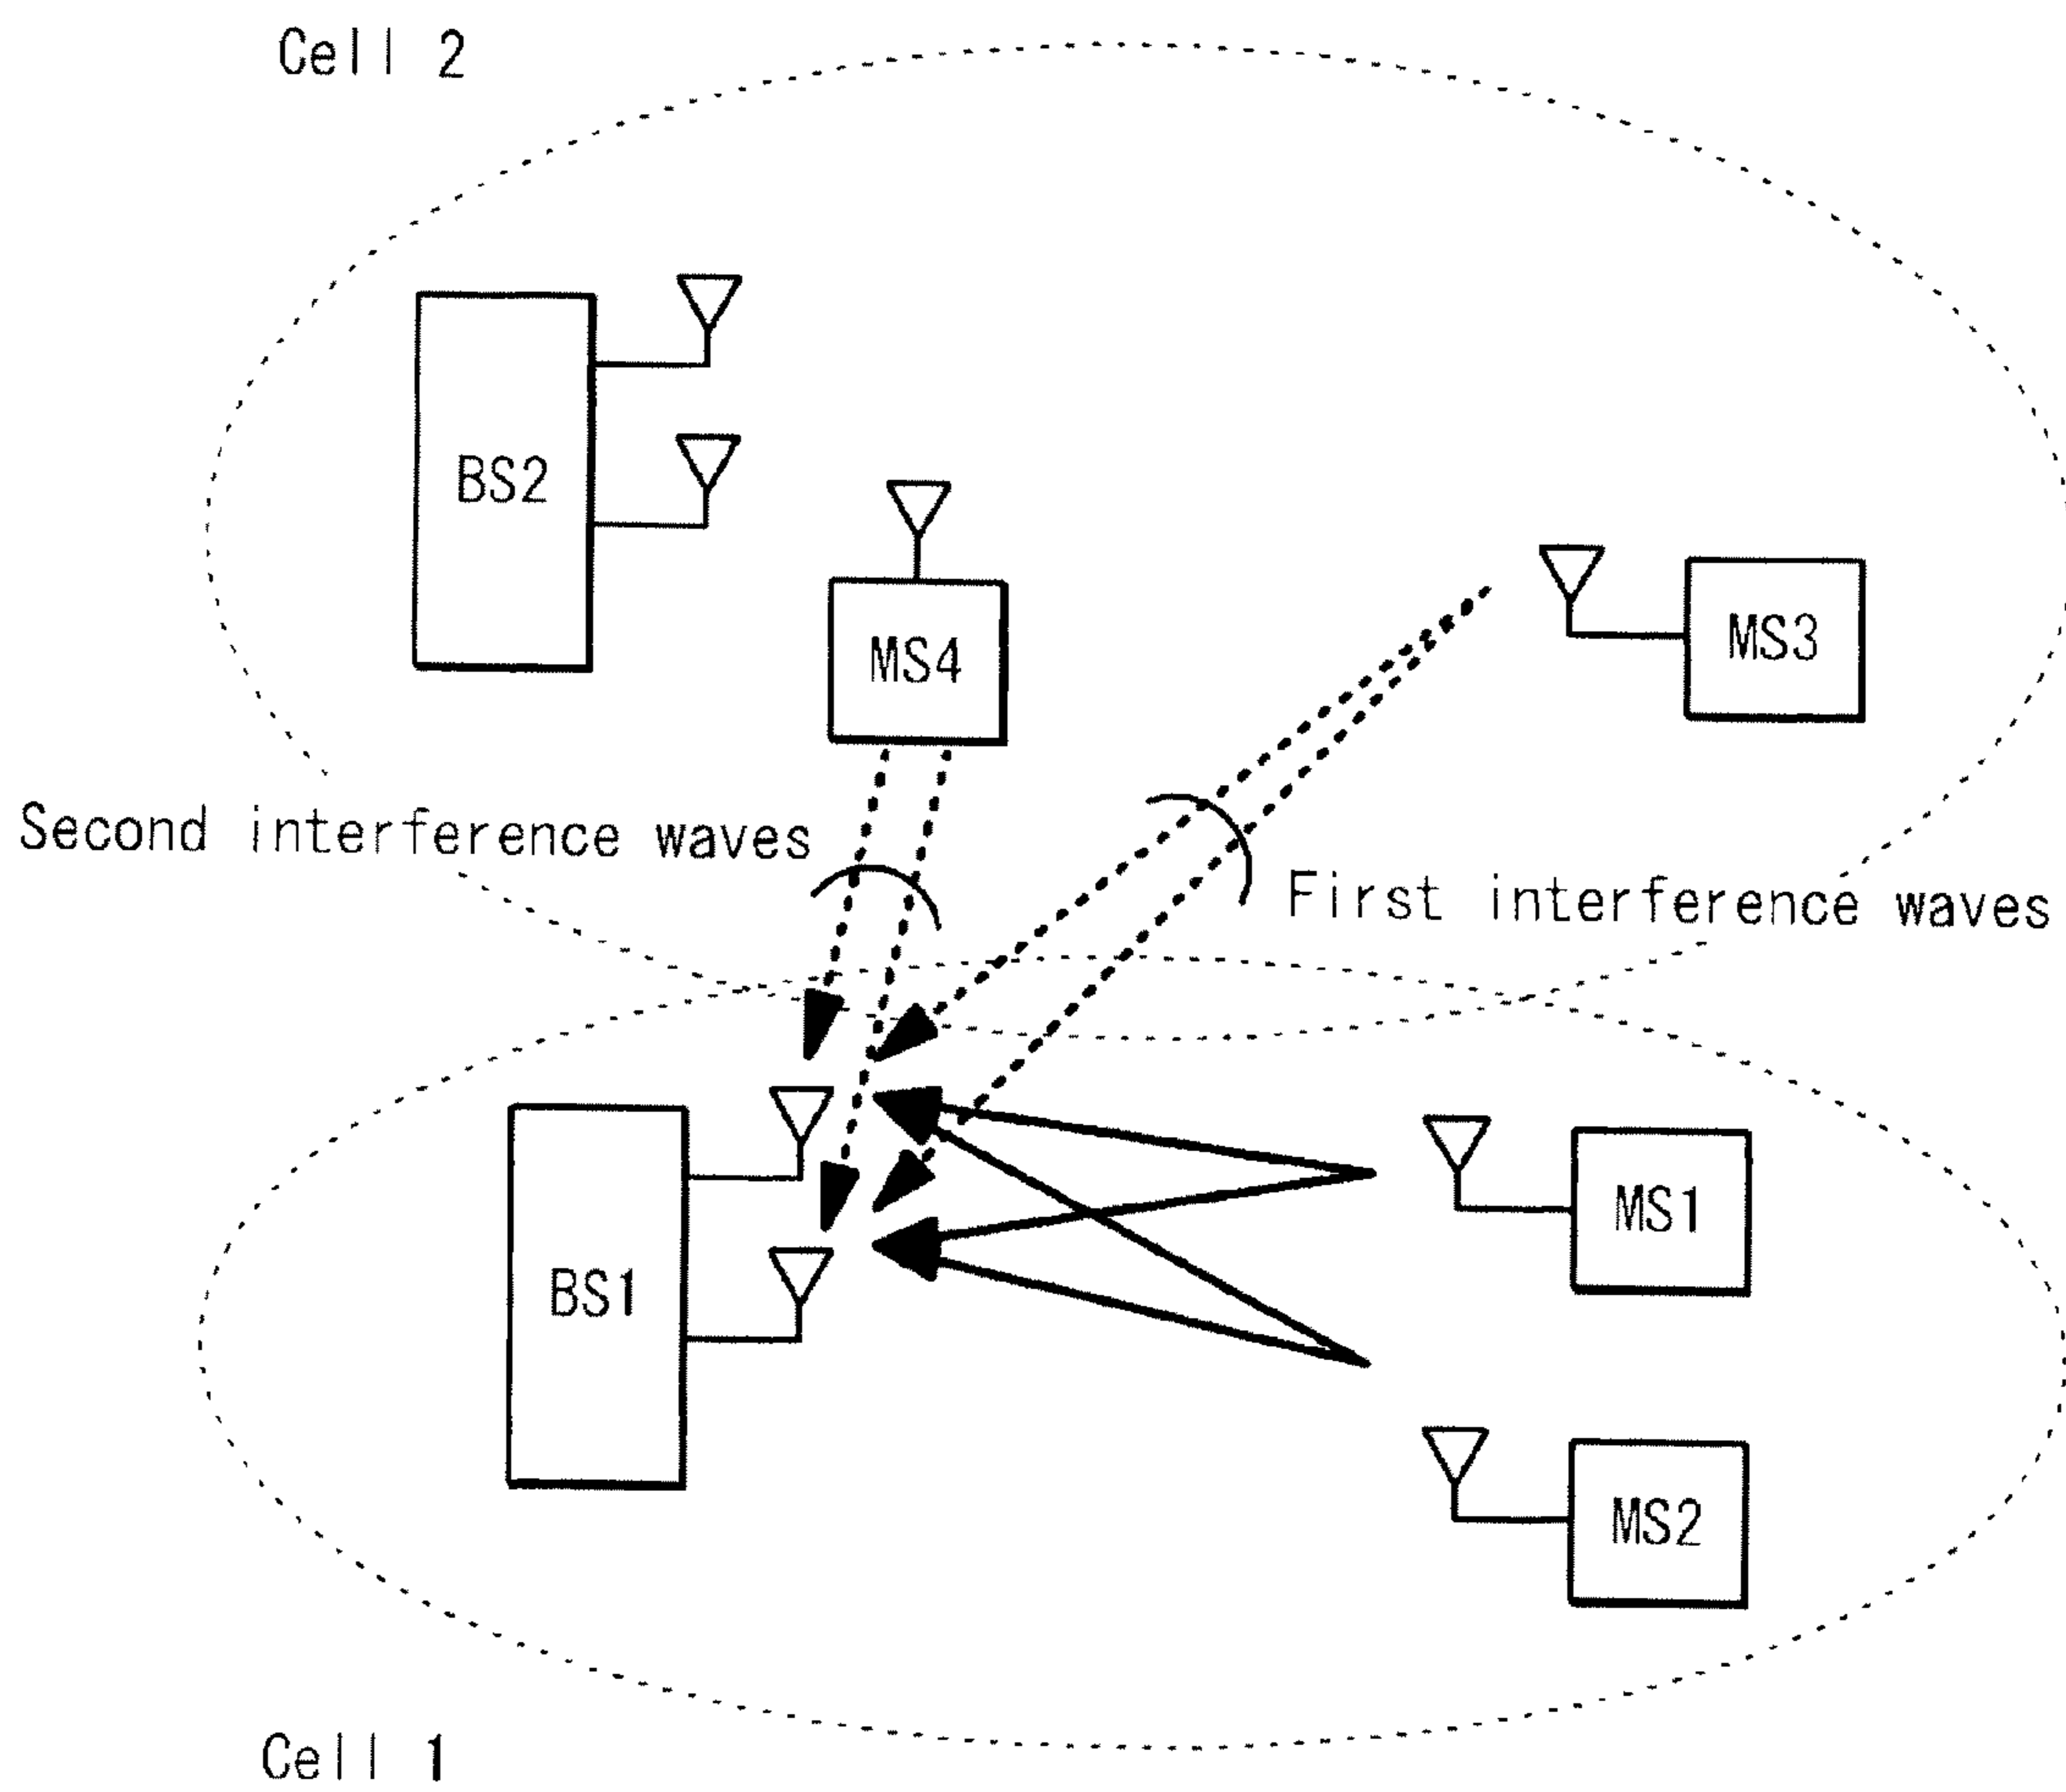 Cell 2
BS2
MS4
MS3
Second interference waves
First interference waves
BS1
MS1
MS2
Cell 1